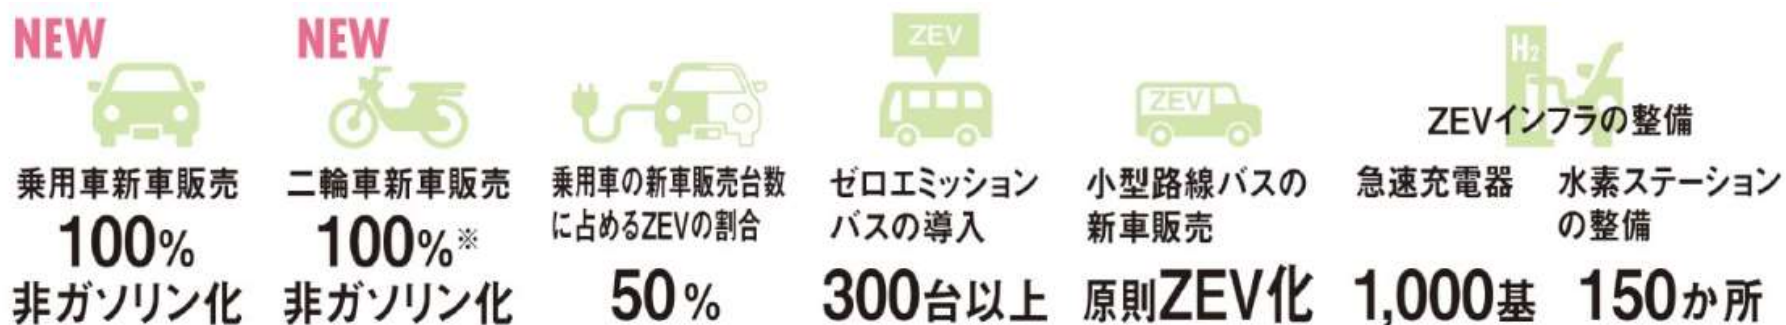 NEW
乗用車新車販売
100%
非ガソリン化
NEW
二輪車新車販売
100%※
非ガソリン化
乗用車の新車販売台数
に占めるZEVの割合
50%
ZEV
ゼロエミッション
バスの導入
300台以上
ZEV
小型路線バスの
新車販売
原則ZEV化
H2
ZEVインフラの整備
急速充電器
1,000基
水素ステーション
の整備
150か所